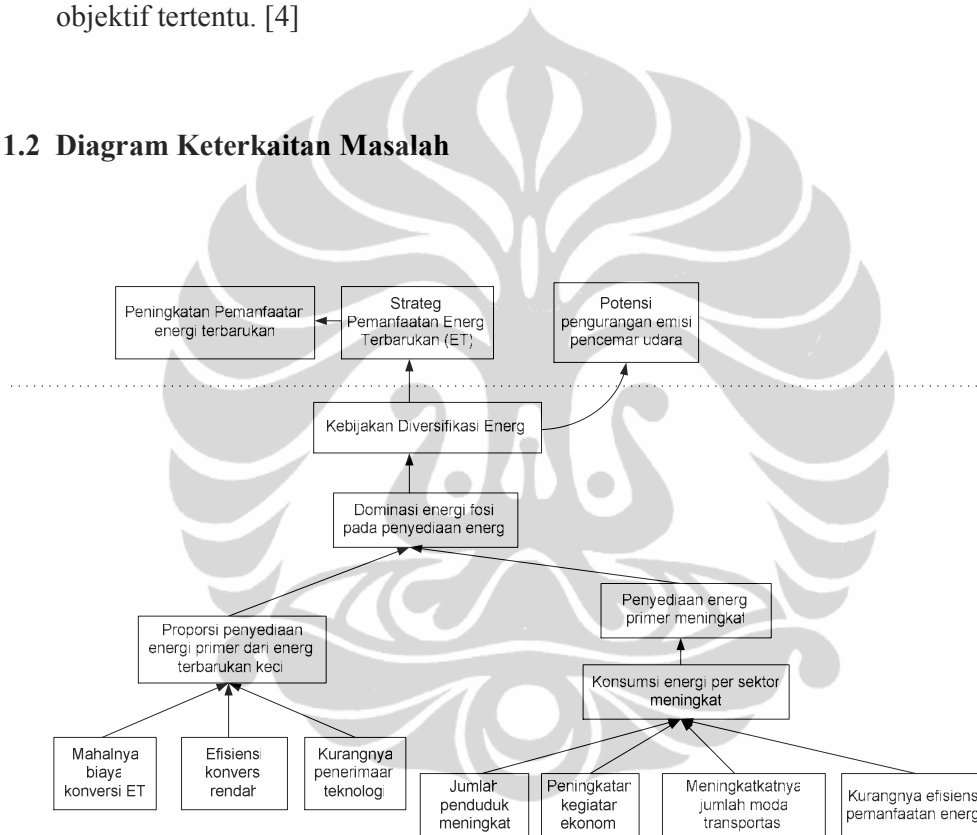 objektif tertentu. [4]
1.2 Diagram Keterkaitan Masalah
Peningkatan Pemanfaatar
energi terbarukan
Strateg
Pemanfaatan Energ
Terbarukan (ET)
Potensi
pengurangan emisi
pencemar udara
Kebijakan Diversifikasi Energ
Dominasi energi fosi
pada penyediaan energ
Penyediaan energ
primer meningkat
Proporsi penyediaan
energi primer dari energ
terbarukan keci
Konsumsi energi per sektor
meningkat
Mahalnya
biaya
konversi ET
Efisiensi
konvers
rendah
Kurangnya
penerimaar
teknologi
Jumlah
penduduk
meningkat
Peningkatar
kegiatar
ekonom
Meningkatkatnya
jumlah moda
transportas
Kurangnya efisiens
pemanfaatan energ